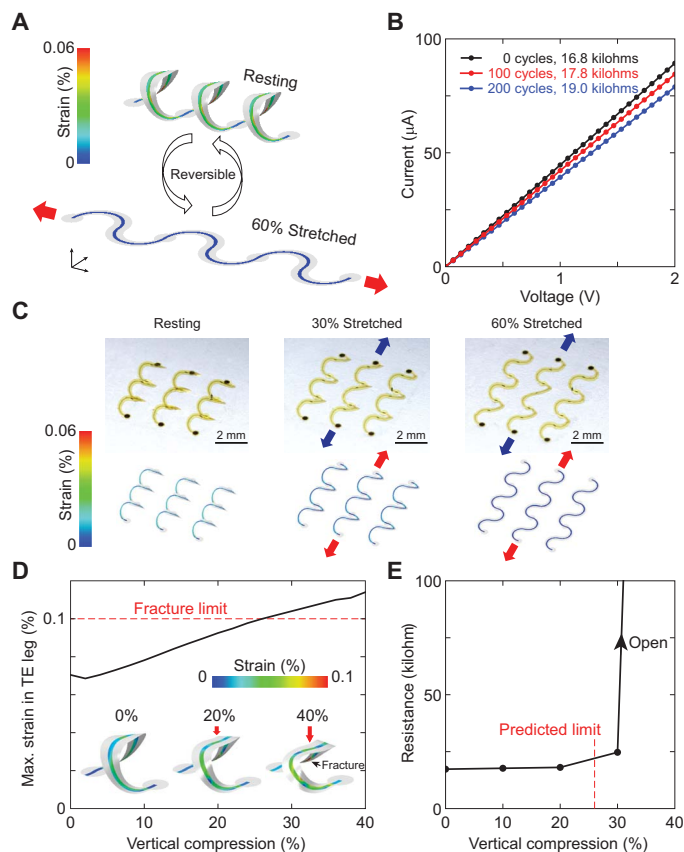 A
0.06
Strain (%)
0
Resting
Reversible
60% Stretched
B
100
50
0
Current (μA)
0 cycles, 16.8 kilohms
100 cycles, 17.8 kilohms
200 cycles, 19.0 kilohms
0
1
2
Voltage (V)
C
Resting
30% Stretched
60% Stretched
2 mm
2 mm
2 mm
0.06
Strain (%)
0
D
0.1
0
Max. strain in TE leg (%)
Fracture limit
Strain (%)
0
0.1
0%
20%
40%
Fracture
0
10
20
30
40
Vertical compression (%)
E
100
50
0
Resistance (kilohm)
Open
Predicted limit
0
10
20
30
40
Vertical compression (%)